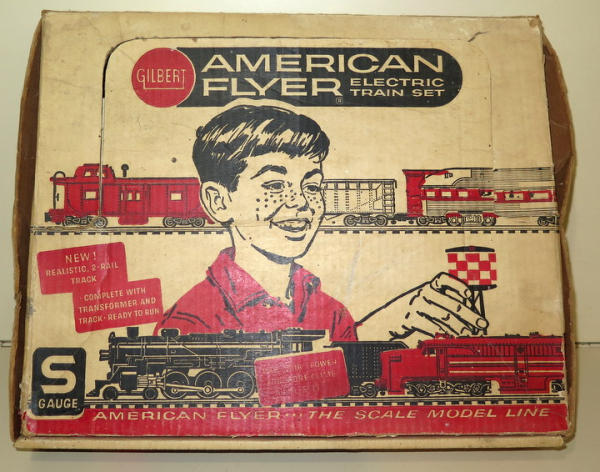 GILBERT
AMERICAN
FLYER ®
ELECTRIC
TRAIN SET
NEW!
REALISTIC, 2-RAIL
TRACK
· COMPLETE WITH
TRANSFORMER AND
TRACK · READY TO RUN
POWER
S
GAUGE
AMERICAN FLYER··· THE SCALE MODEL LINE